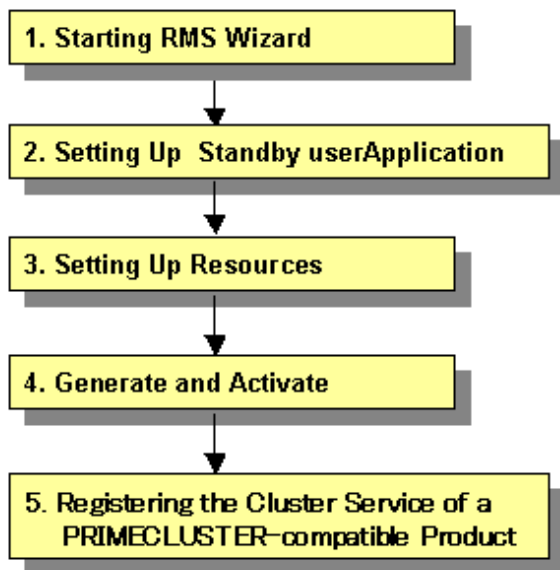 1. Starting RMS Wizard
2. Setting Up Standby userApplication
3. Setting Up Resources
4. Generate and Activate
5. Registering the Cluster Service of a
PRIMECLUSTER-compatible Product